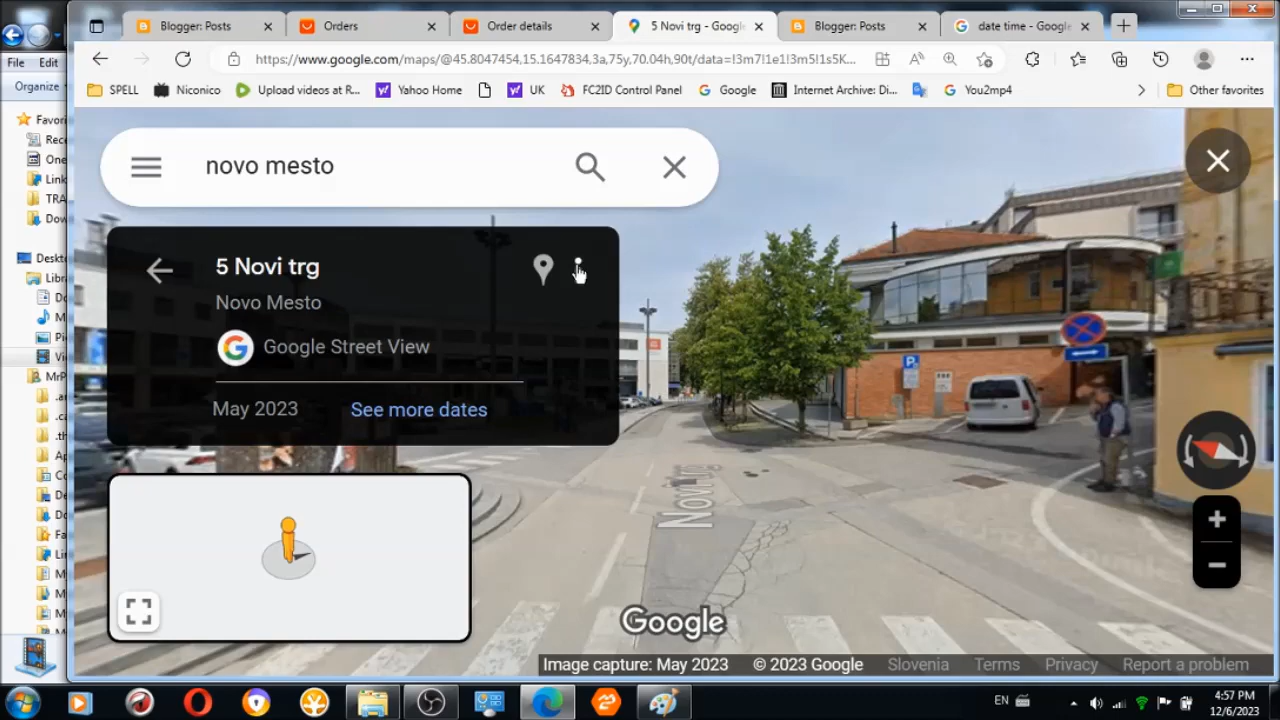 Blogger: Posts
Orders
Order details
5 Novi trg - Google
Blogger: Posts
date time - Google
File Edit
https://www.google.com/maps/@45.8047454,15.1647834,3a,75y,70.04h,90t/data=!3m7!1e1!3m5!1s5K...
Organize
SPELL
Niconico
Upload videos at R...
Yahoo Home
UK
FC2ID Control Panel
Google
Internet Archive: Di...
You2mp4
Other favorites
novo mesto
5 Novi trg
Novo Mesto
Google Street View
May 2023
See more dates
Novi trg
P
Google
Image capture: May 2023
© 2023 Google
Slovenia
Terms
Privacy
Report a problem
EN
4:57 PM
12/6/2023